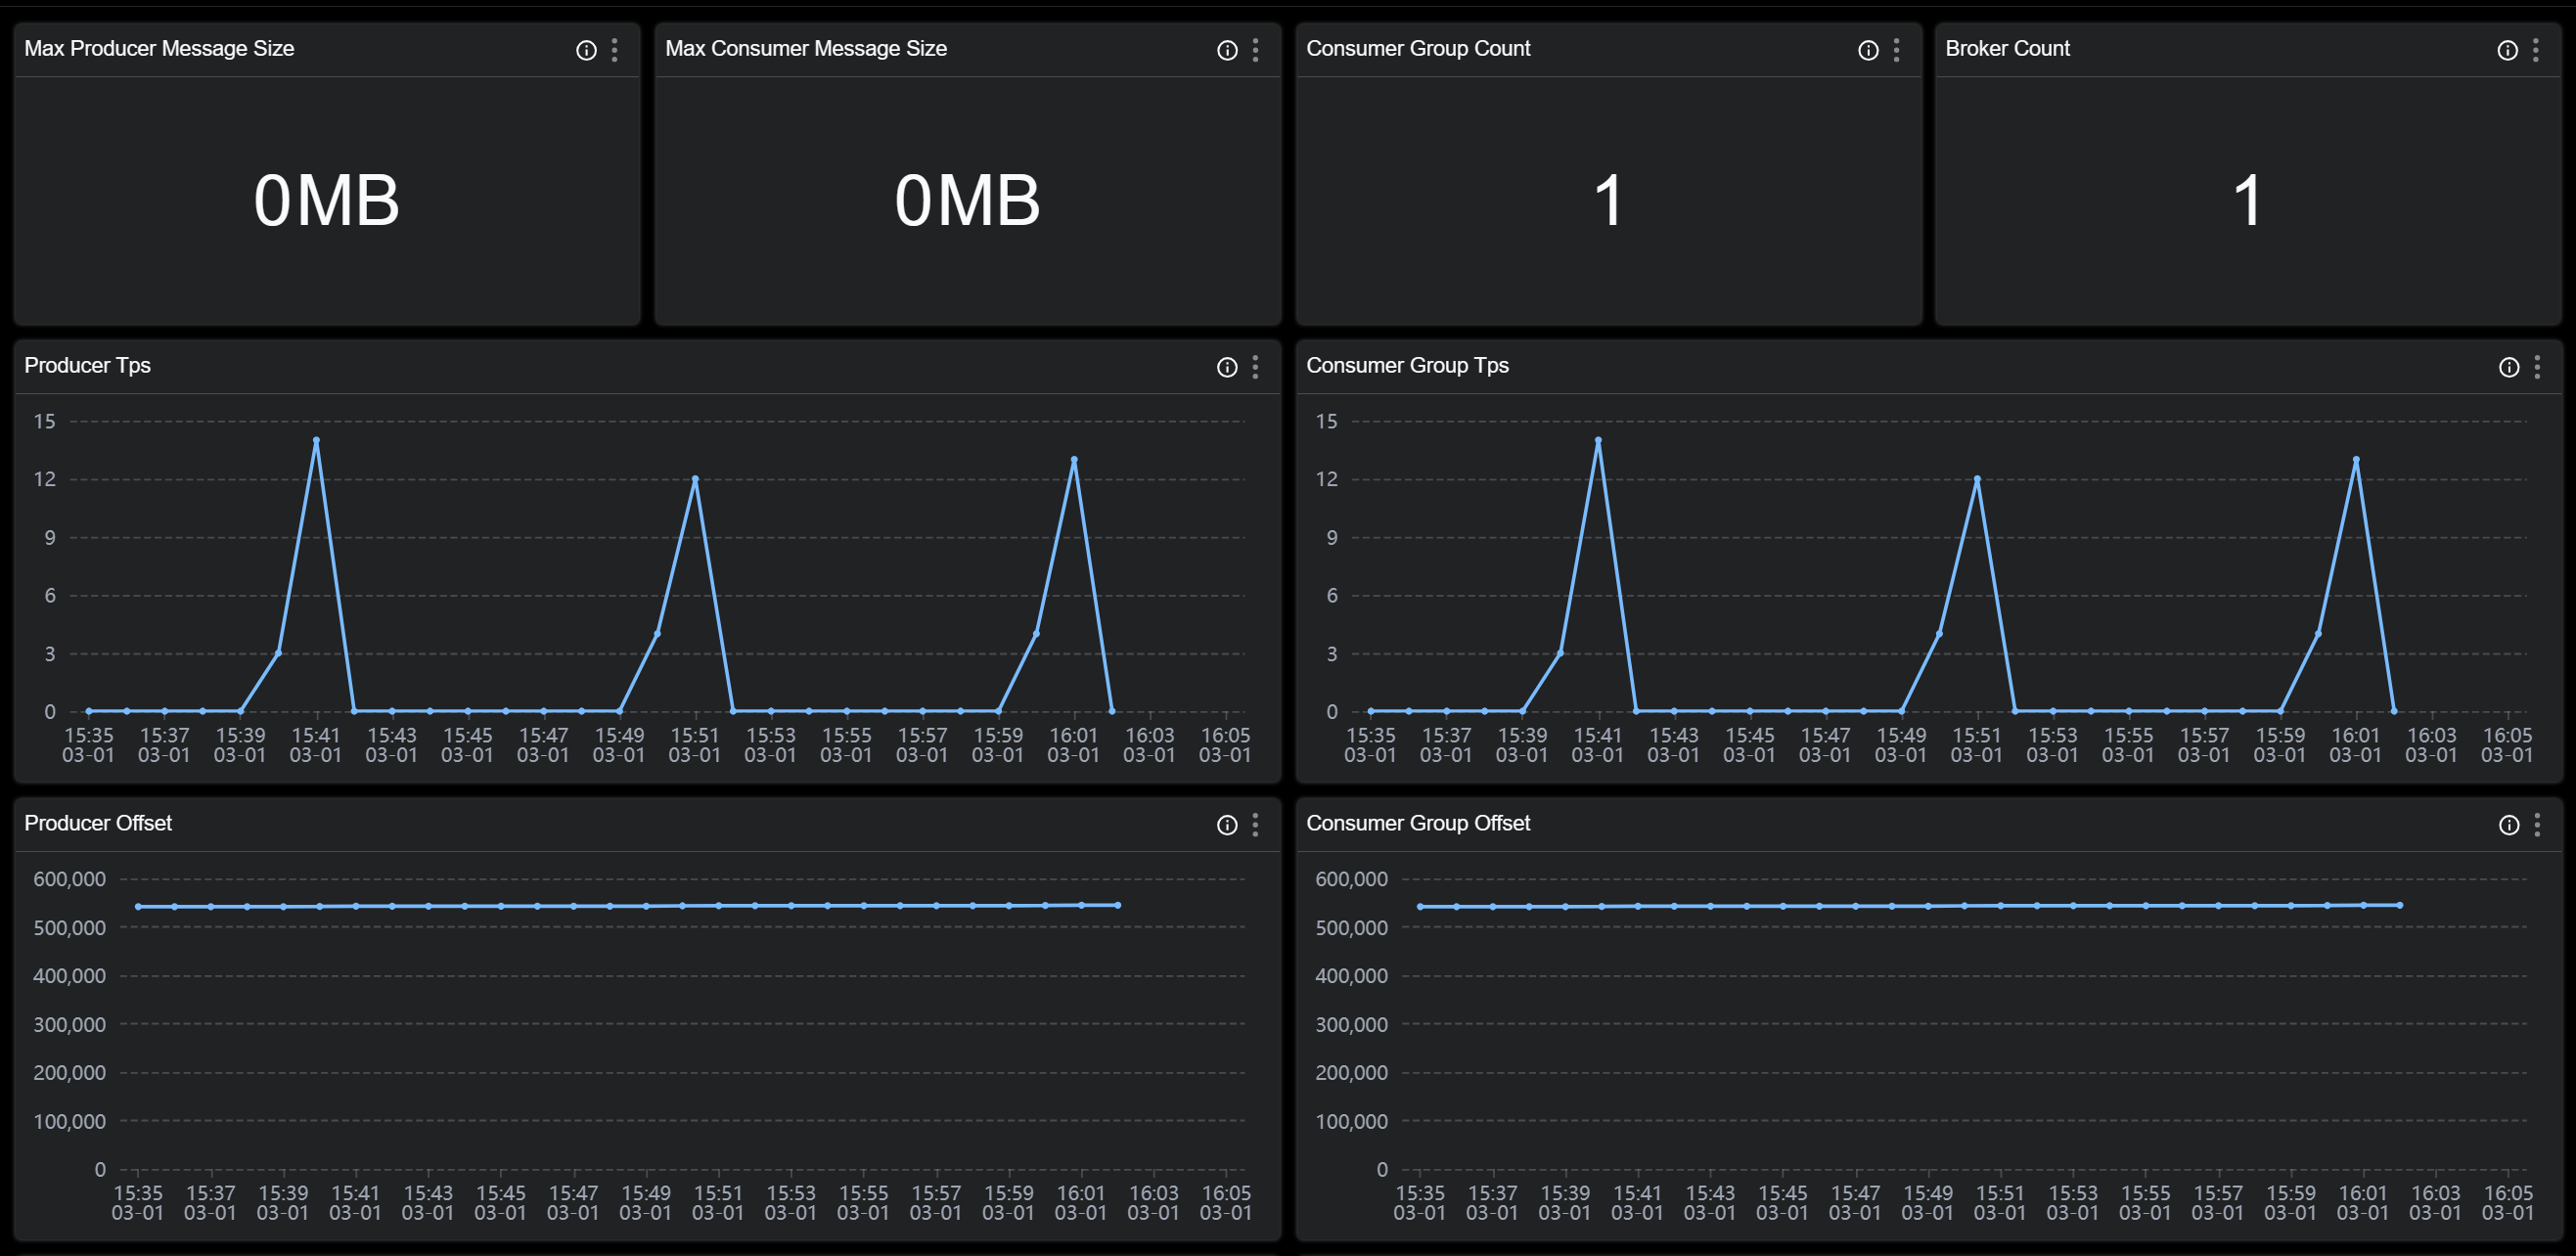 Max Producer Message Size
Max Consumer Message Size
Consumer Group Count
Broker Count
0MB
0MB
1
1
Producer Tps
Consumer Group Tps
15
12
9
6
3
0
15:35 15:37 15:39 15:41 15:43 15:45 15:47 15:49 15:51 15:53 15:55 15:57 15:59 16:01 16:03 16:05
03-01 03-01 03-01 03-01 03-01 03-01 03-01 03-01 03-01 03-01 03-01 03-01 03-01 03-01 03-01 03-01
15
12
9
6
3
0
15:35 15:37 15:39 15:41 15:43 15:45 15:47 15:49 15:51 15:53 15:55 15:57 15:59 16:01 16:03 16:05
03-01 03-01 03-01 03-01 03-01 03-01 03-01 03-01 03-01 03-01 03-01 03-01 03-01 03-01 03-01 03-01
Producer Offset
Consumer Group Offset
600,000
500,000
400,000
300,000
200,000
100,000
0
15:35 15:37 15:39 15:41 15:43 15:45 15:47 15:49 15:51 15:53 15:55 15:57 15:59 16:01 16:03 16:05
03-01 03-01 03-01 03-01 03-01 03-01 03-01 03-01 03-01 03-01 03-01 03-01 03-01 03-01 03-01 03-01
600,000
500,000
400,000
300,000
200,000
100,000
0
15:35 15:37 15:39 15:41 15:43 15:45 15:47 15:49 15:51 15:53 15:55 15:57 15:59 16:01 16:03 16:05
03-01 03-01 03-01 03-01 03-01 03-01 03-01 03-01 03-01 03-01 03-01 03-01 03-01 03-01 03-01 03-01